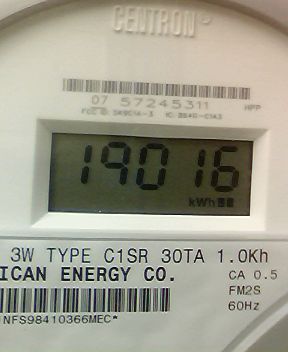 CENTRON®
07 57245311 HPP
19016
kWh
3W TYPE C1SR 30TA 1.0Kh
ICAN ENERGY CO. CA 0.5
FM2S
60Hz
NFS98410366MEC*